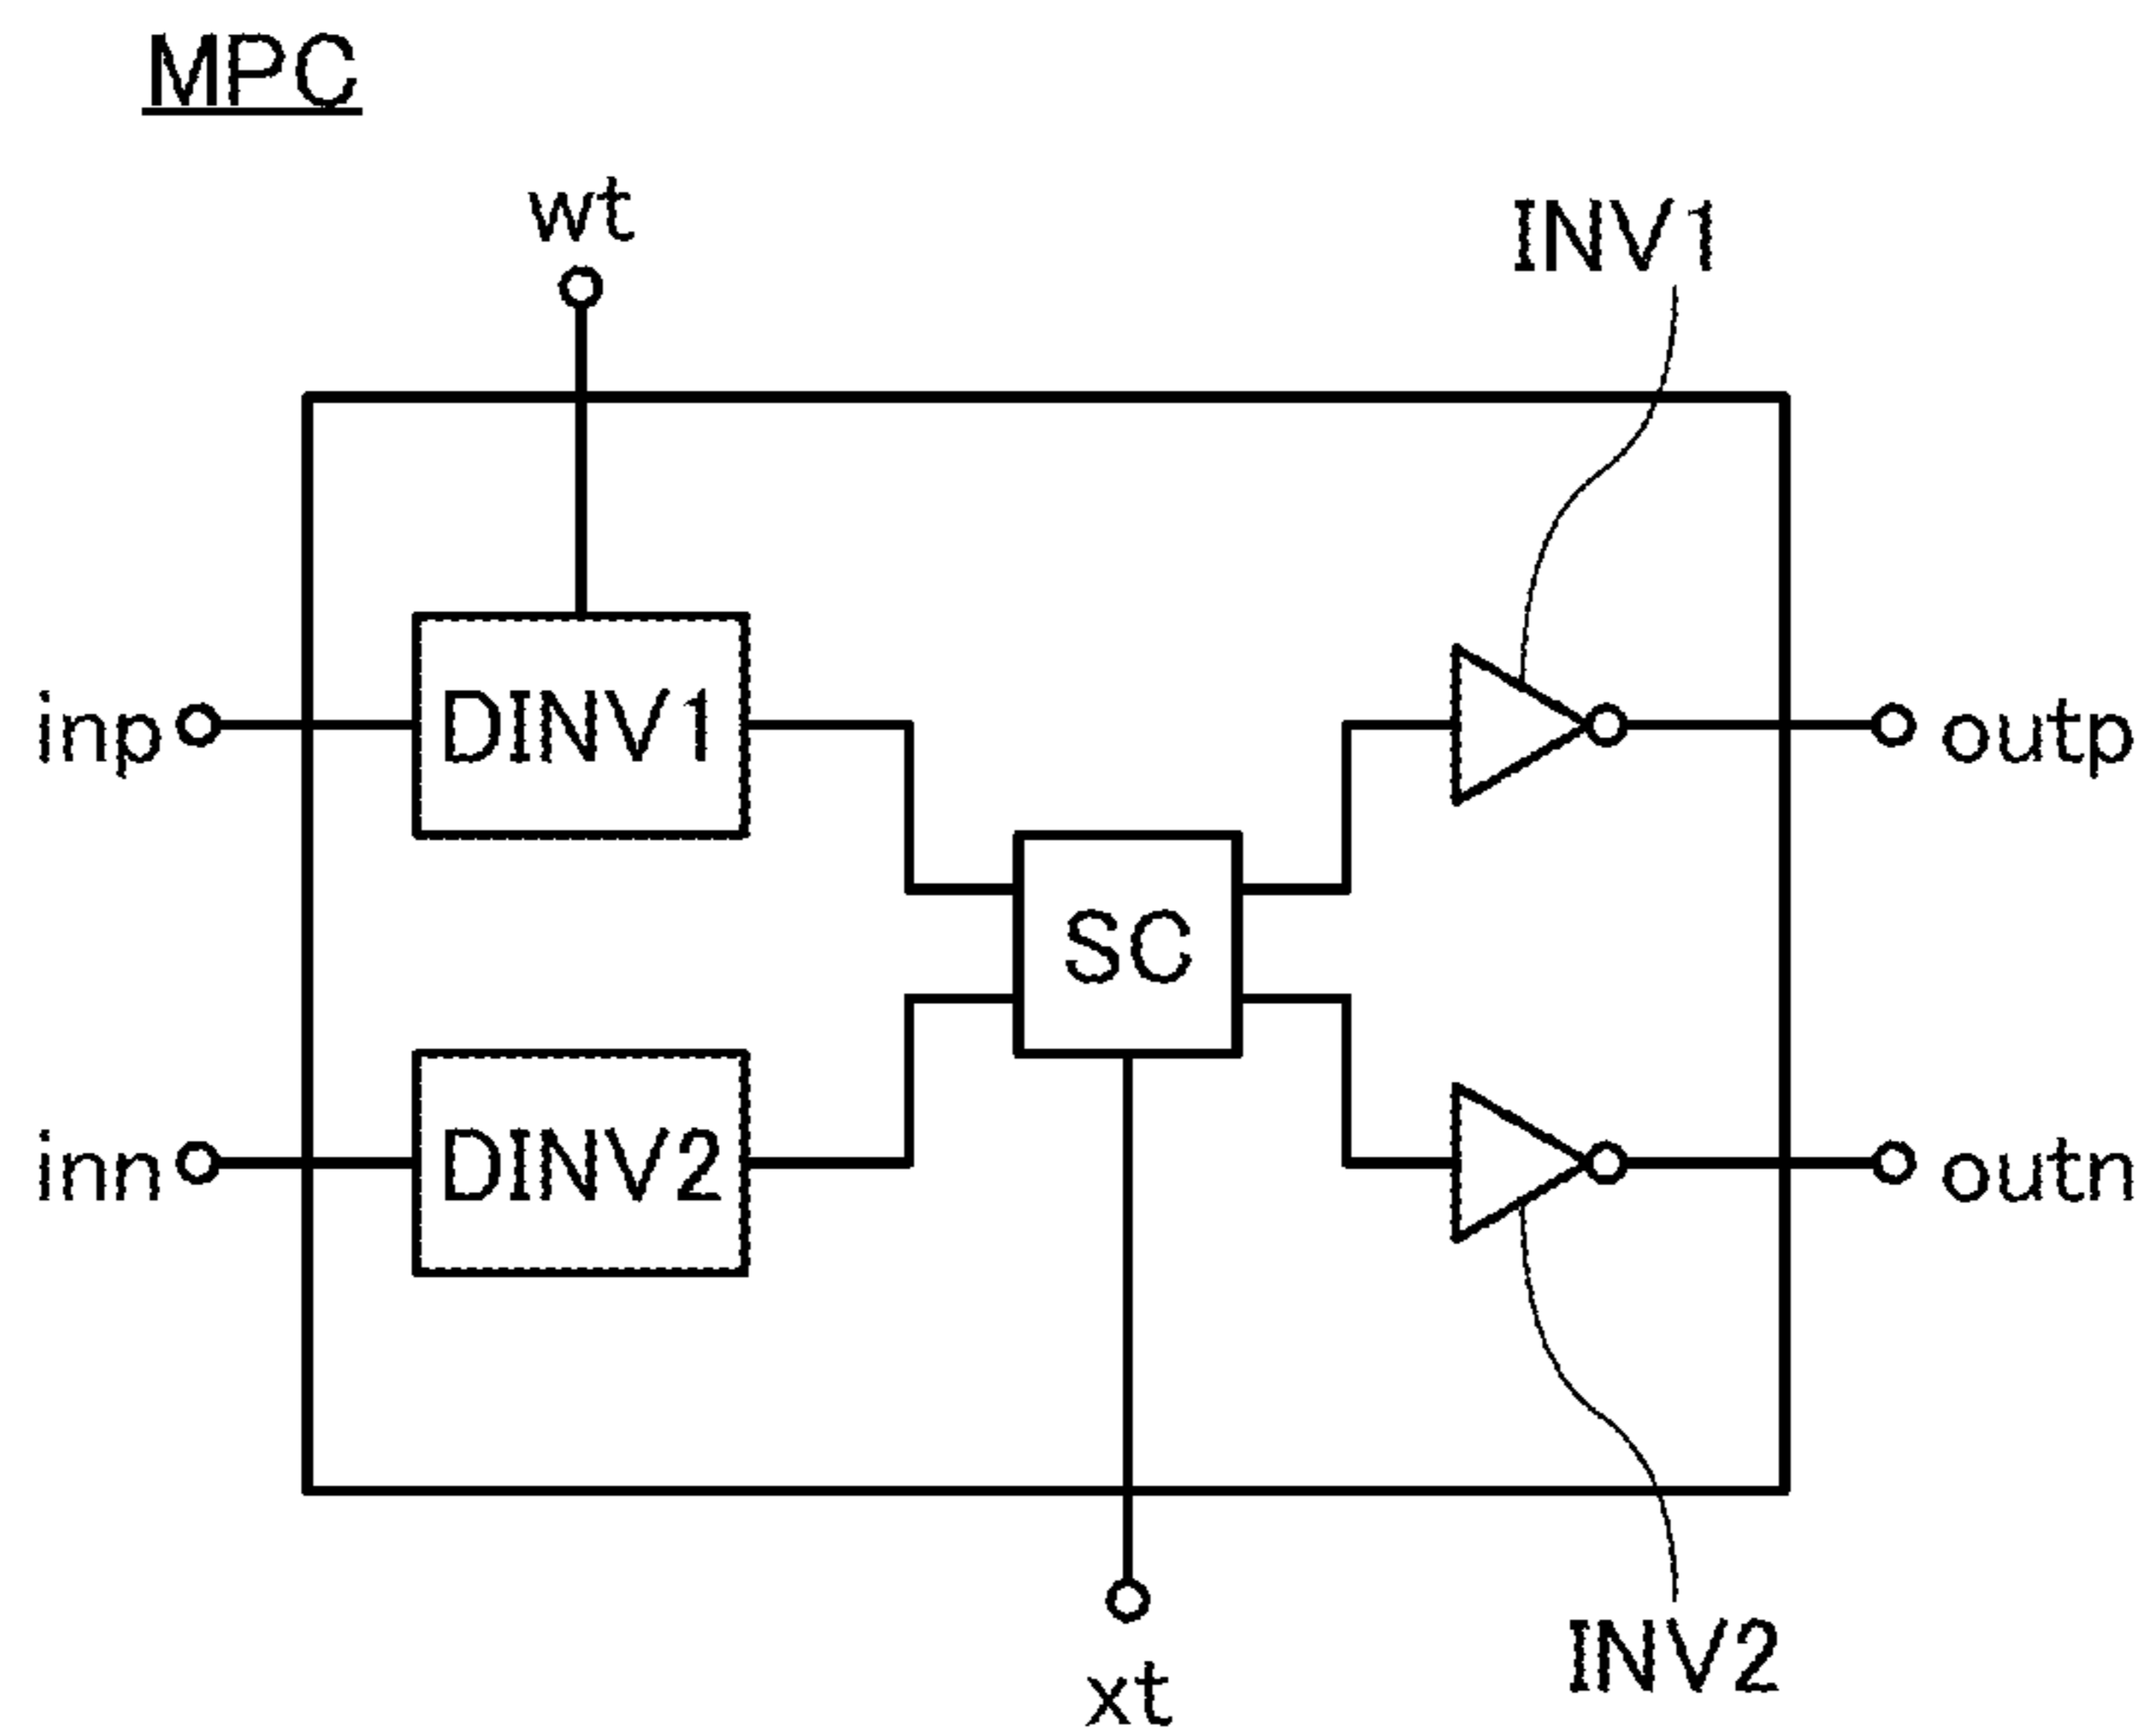 MPC
wt
INV1
inp
DINV1
outp
SC
inn
DINV2
outn
INV2
xt